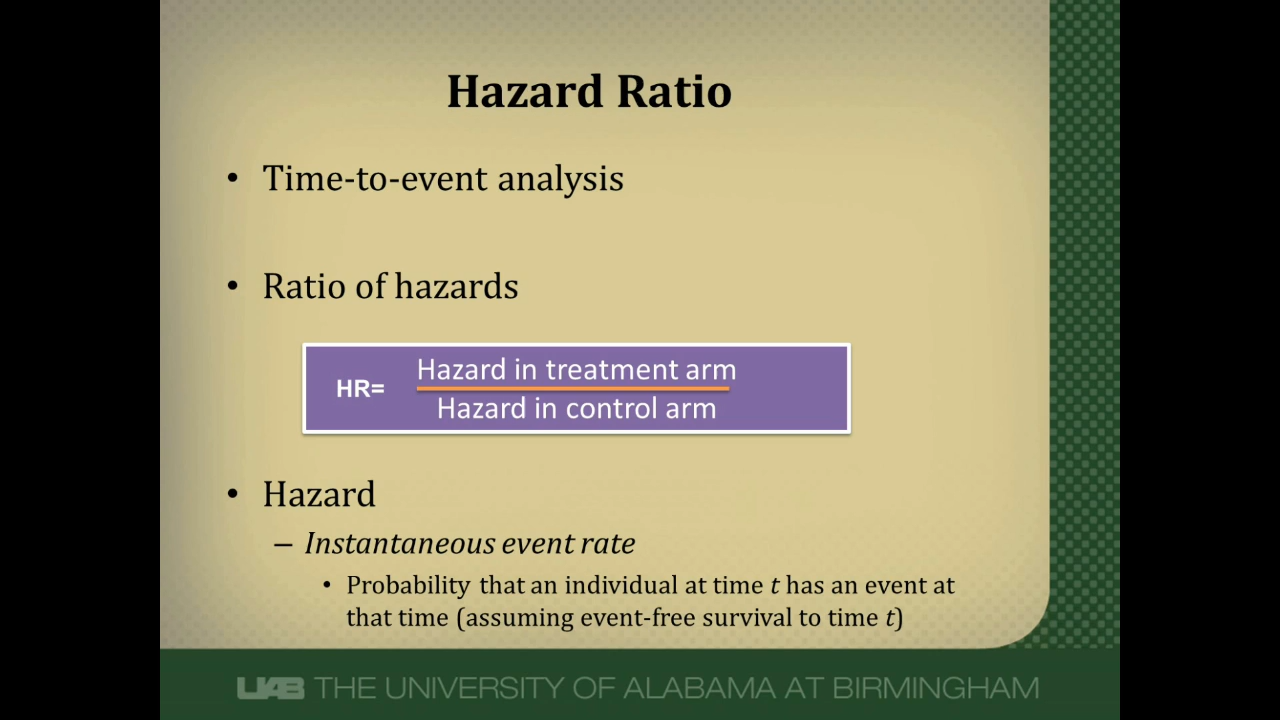 Hazard Ratio
• Time-to-event analysis
• Ratio of hazards
HR=
Hazard in treatment arm
Hazard in control arm
• Hazard
– Instantaneous event rate
• Probability that an individual at time t has an event at
that time (assuming event-free survival to time t)
UAB THE UNIVERSITY OF ALABAMA AT BIRMINGHAM